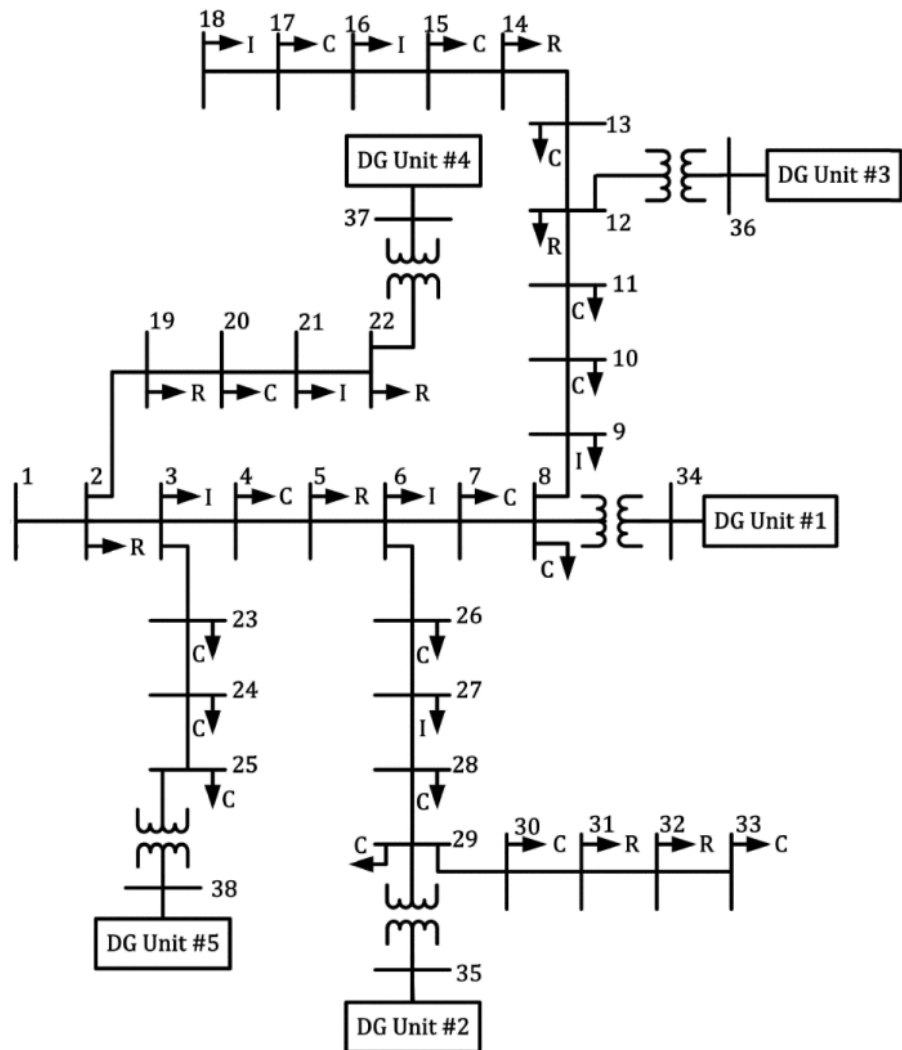 18 17 16 15 14
I C I C R
13
C
DG Unit #4
DG Unit #3
37
12
36
R
11
C
19 20 21 22
10
R C I R
C
9
I
1 2 3 4 5 6 7 8 34
I C R I C
DG Unit #1
R
C
23 26
C C
24 27
C I
25 28
C C
29 30 31 32 33
C C R R C
38
DG Unit #5
35
DG Unit #2